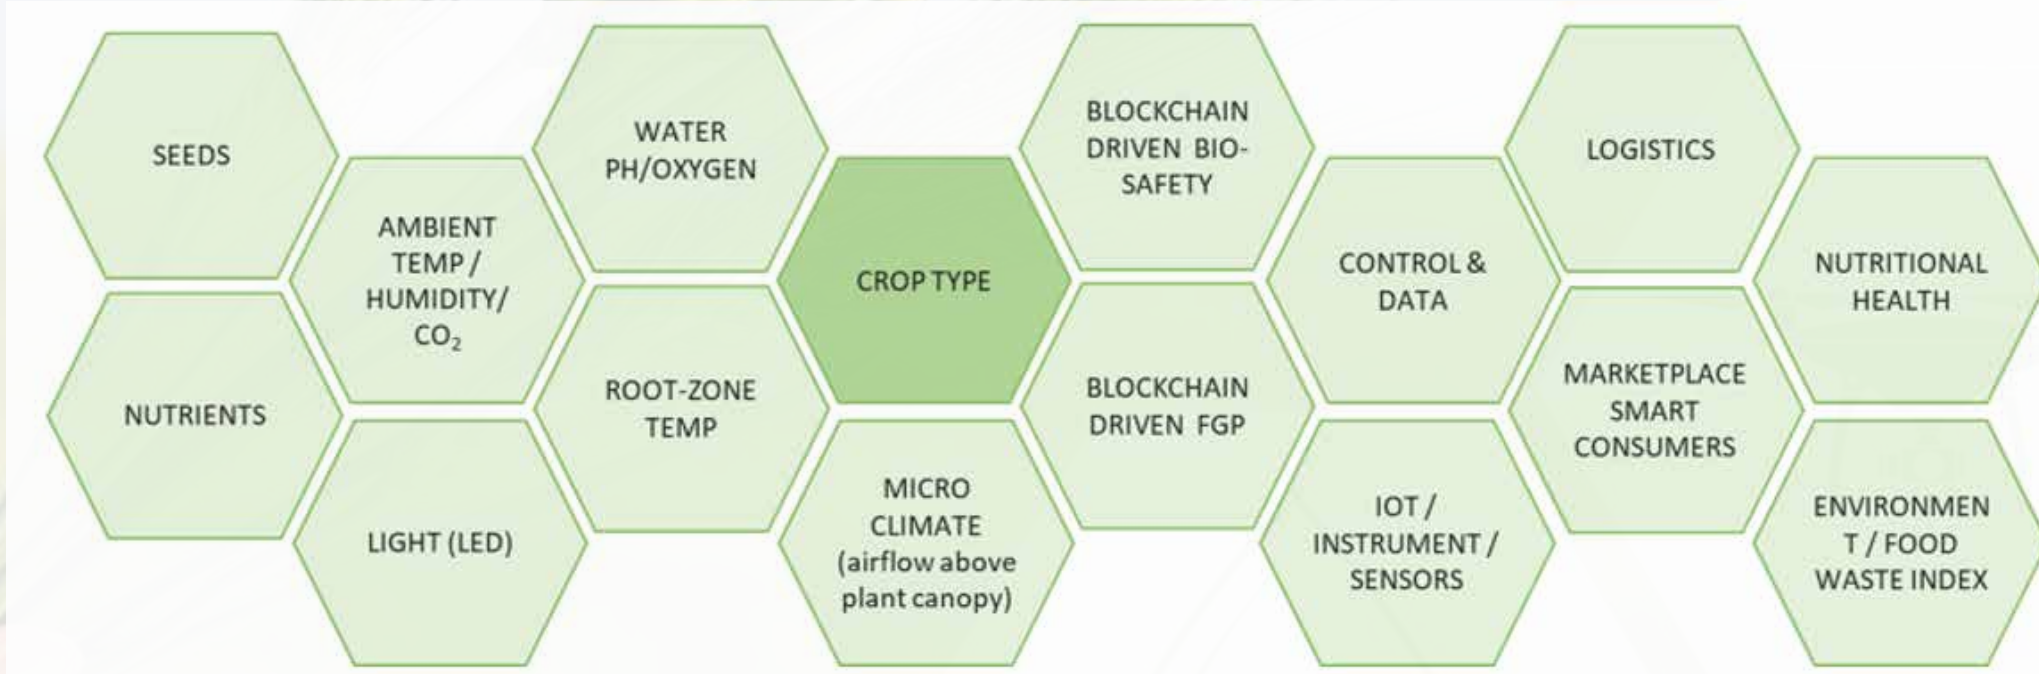 SEEDS
NUTRIENTS
AMBIENT
TEMP /
HUMIDITY/
CO₂
LIGHT (LED)
WATER
PH/OXYGEN
ROOT-ZONE
TEMP
CROP TYPE
MICRO
CLIMATE
(airflow above
plant canopy)
BLOCKCHAIN
DRIVEN BIO-
SAFETY
BLOCKCHAIN
DRIVEN FGP
CONTROL &
DATA
IOT /
INSTRUMENT /
SENSORS
LOGISTICS
MARKETPLACE
SMART
CONSUMERS
NUTRITIONAL
HEALTH
ENVIRONMEN
T / FOOD
WASTE INDEX